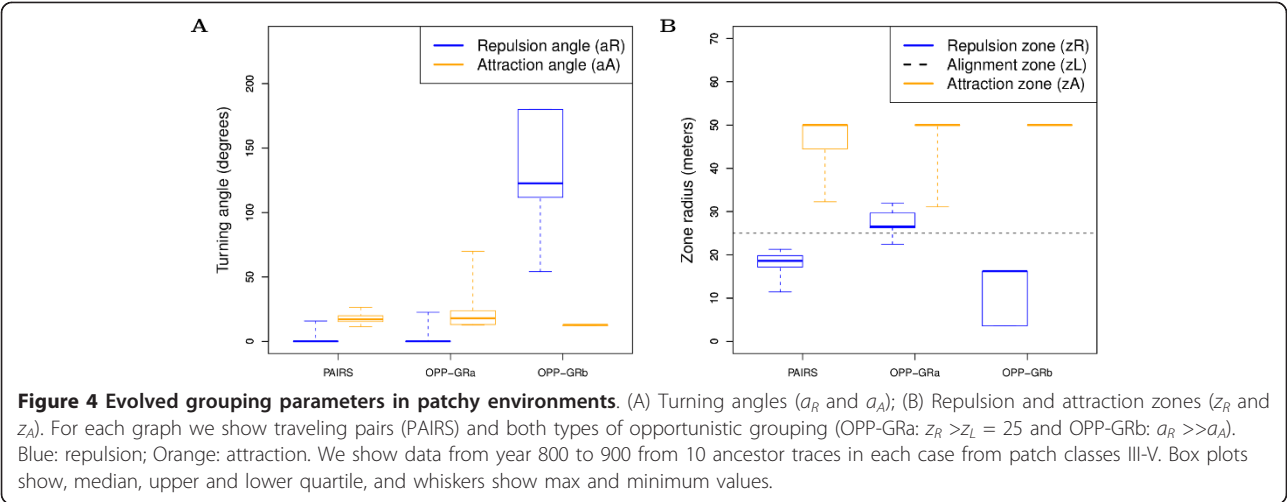 A
Repulsion angle (aR)
Attraction angle (aA)
Turning angle (degrees)
200
150
100
50
0
PAIRS
OPP-GRa
OPP-GRb
B
Repulsion zone (zR)
Alignment zone (zL)
Attraction zone (zA)
Zone radius (meters)
70
60
50
40
30
20
10
0
PAIRS
OPP-GRa
OPP-GRb
Figure 4 Evolved grouping parameters in patchy environments. (A) Turning angles (aR and aA); (B) Repulsion and attraction zones (zR and
zA). For each graph we show traveling pairs (PAIRS) and both types of opportunistic grouping (OPP-GRa: zR >zL = 25 and OPP-GRb: aR >>aA).
Blue: repulsion; Orange: attraction. We show data from year 800 to 900 from 10 ancestor traces in each case from patch classes III-V. Box plots
show, median, upper and lower quartile, and whiskers show max and minimum values.